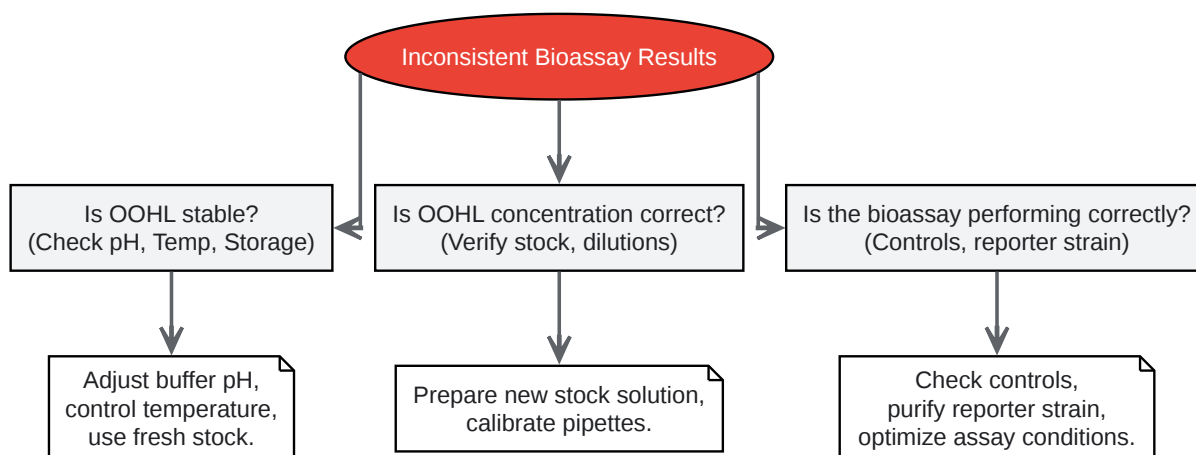 Inconsistent Bioassay Results
Is OOHL stable?
(Check pH, Temp, Storage)
Is OOHL concentration correct?
(Verify stock, dilutions)
Is the bioassay performing correctly?
(Controls, reporter strain)
Adjust buffer pH,
control temperature,
use fresh stock.
Prepare new stock solution,
calibrate pipettes.
Check controls,
purify reporter strain,
optimize assay conditions.